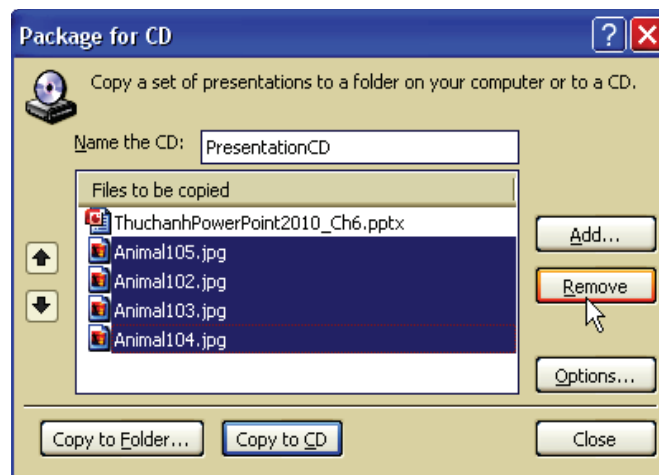 Package for CD
Copy a set of presentations to a folder on your computer or to a CD.
Name the CD: PresentationCD
Files to be copied
ThuchanhPowerPoint2010_Ch6.pptx
Animal105.jpg
Animal102.jpg
Animal103.jpg
Animal104.jpg
Add...
Remove
Options...
Copy to Folder... Copy to CD Close